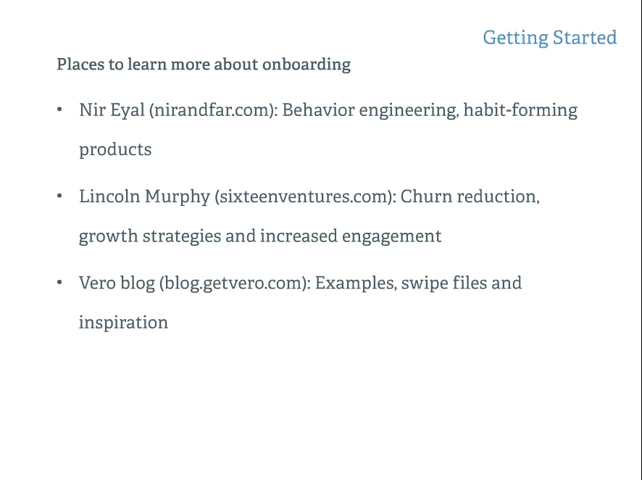 Getting Started
Places to learn more about onboarding
• Nir Eyal (nirandfar.com): Behavior engineering, habit-forming
products
• Lincoln Murphy (sixteenventures.com): Churn reduction,
growth strategies and increased engagement
• Vero blog (blog.getvero.com): Examples, swipe files and
inspiration